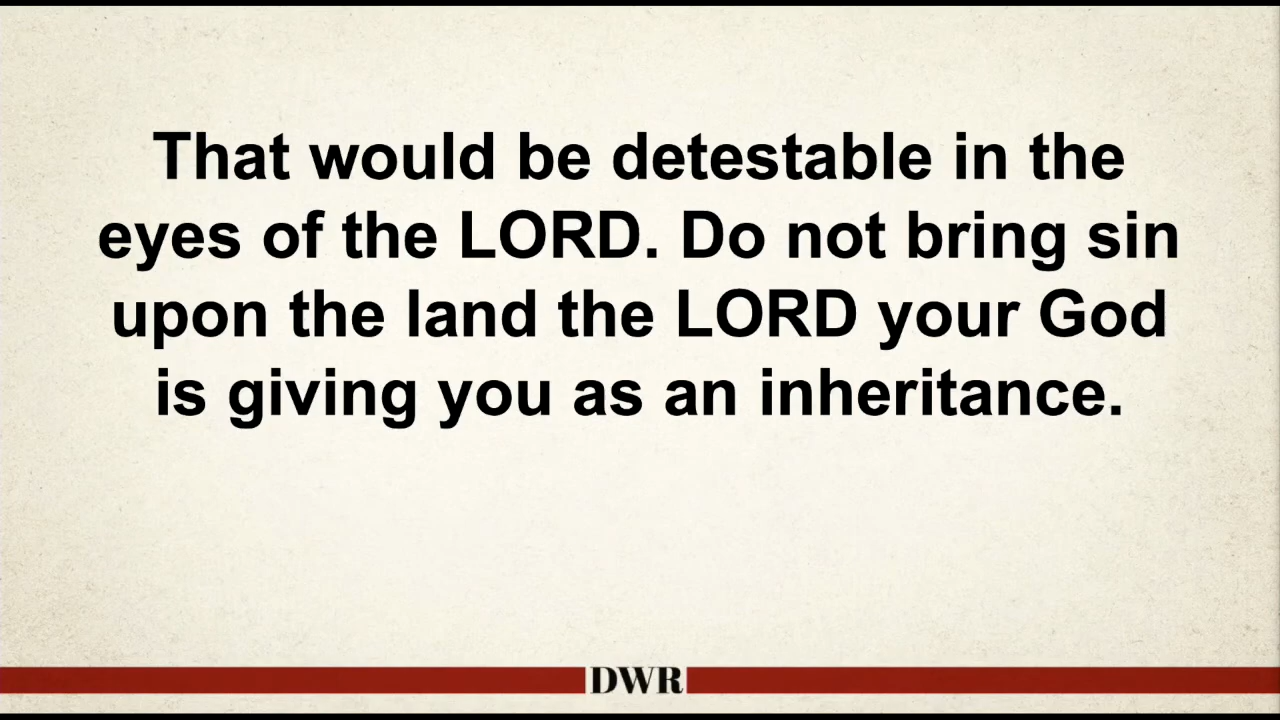 That would be detestable in the
eyes of the LORD. Do not bring sin
upon the land the LORD your God
is giving you as an inheritance.
DWR